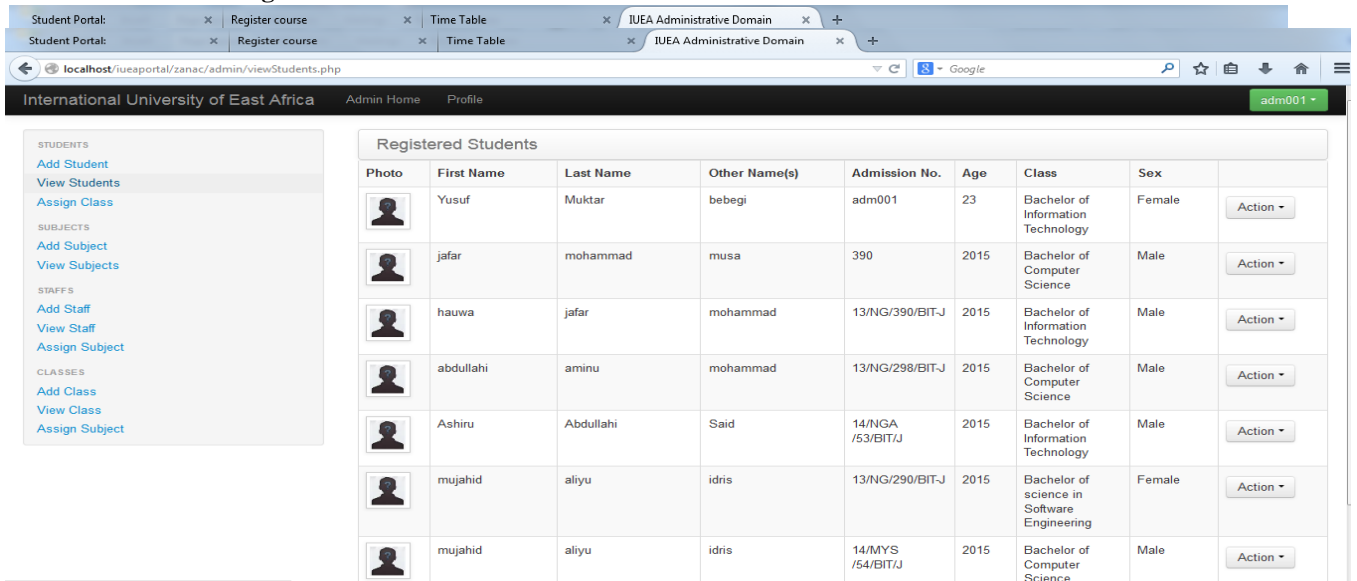 Student Portal: × Register course × Time Table × IUEA Administrative Domain × +
Student Portal: × Register course × Time Table × IUEA Administrative Domain × +
localhost/iueaportal/zanac/admin/viewStudents.php 8 Google
International University of East Africa Admin Home Profile adm001
STUDENTS
Add Student
View Students
Assign Class
SUBJECTS
Add Subject
View Subjects
STAFFS
Add Staff
View Staff
Assign Subject
CLASSES
Add Class
View Class
Assign Subject
Registered Students
Photo First Name Last Name Other Name(s) Admission No. Age Class Sex
Yusuf Muktar bebegi adm001 23 Bachelor of Female Action
Information
Technology
jafar mohammad musa 390 2015 Bachelor of Male Action
Computer
Science
hauwa jafar mohammad 13/NG/390/BIT-J 2015 Bachelor of Male Action
Information
Technology
abdullahi aminu mohammad 13/NG/298/BIT-J 2015 Bachelor of Male Action
Computer
Science
Ashiru Abdullahi Said 14/NGA 2015 Bachelor of Male Action
/53/BIT/J Information
Technology
mujahid aliyu idris 13/NG/290/BIT-J 2015 Bachelor of Female Action
science in
Software
Engineering
mujahid aliyu idris 14/MYS 2015 Bachelor of Male Action
/54/BIT/J Computer
Science